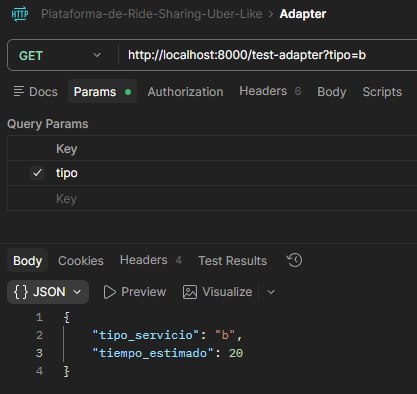 HTTP Plataforma-de-Ride-Sharing-Uber-Like > Adapter
GET http://localhost:8000/test-adapter?tipo=b
Docs Params Authorization Headers 6 Body Scripts
Query Params
Key
tipo
Key
Body Cookies Headers 4 Test Results
{} JSON Preview Visualize
1 {
2 "tipo_servicio": "b",
3 "tiempo_estimado": 20
4 }